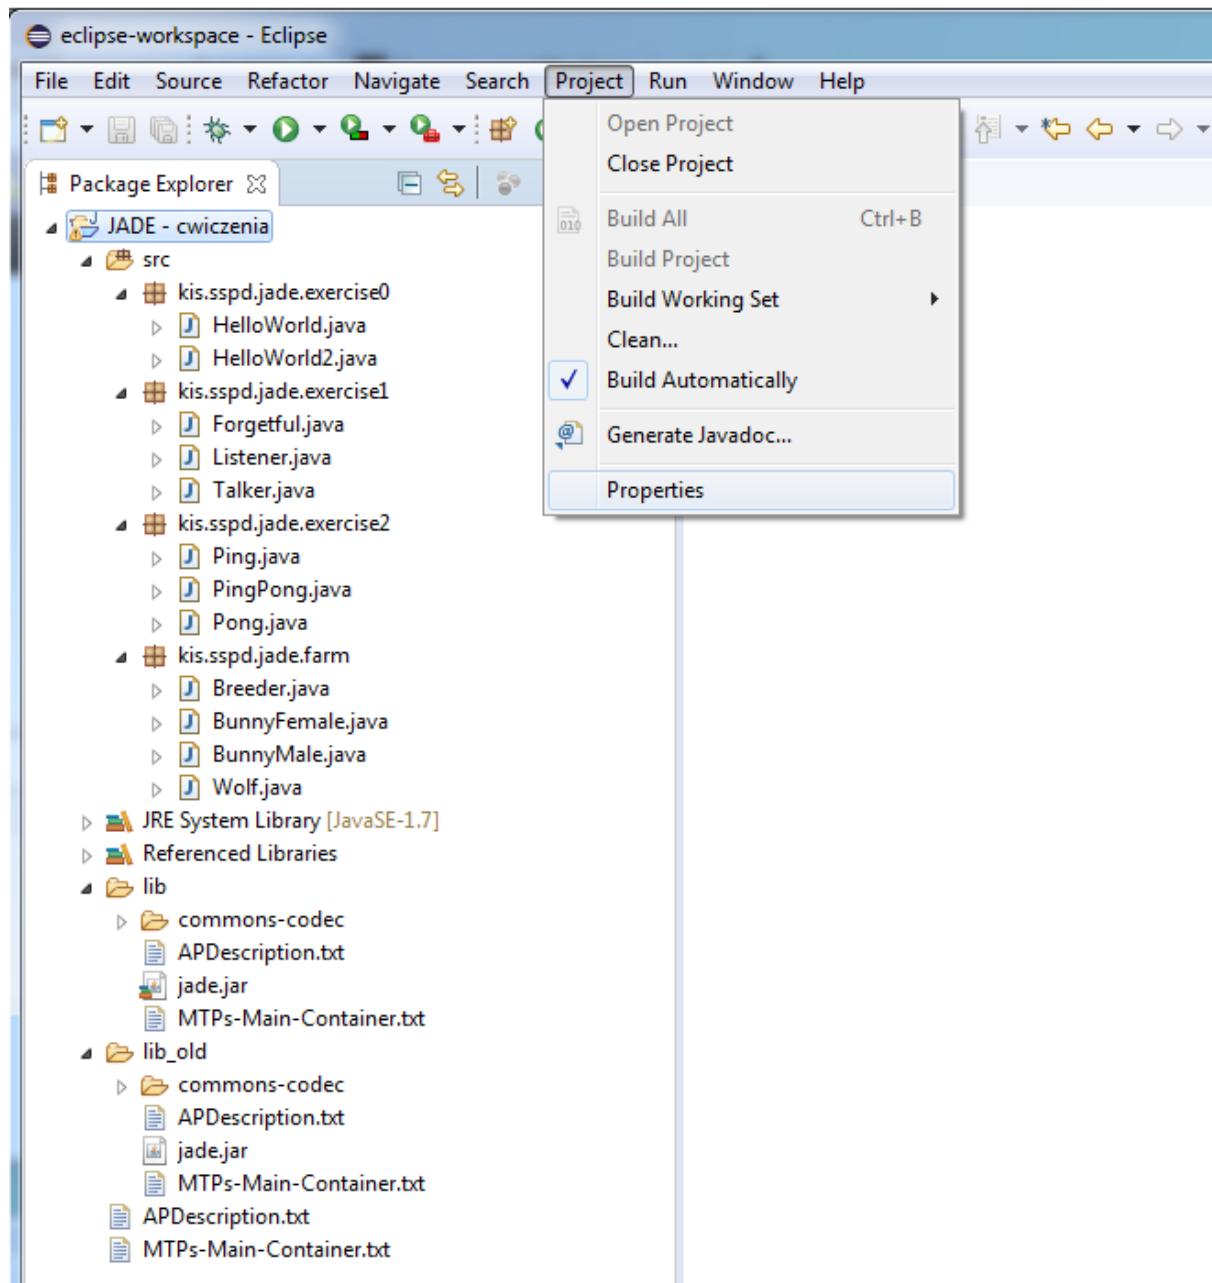 eclipse-workspace - Eclipse
File Edit Source Refactor Navigate Search Project Run Window Help
Package Explorer
JADE - cwiczenia
src
kis.sspd.jade.exercise0
HelloWorld.java
HelloWorld2.java
kis.sspd.jade.exercise1
Forgetful.java
Listener.java
Talker.java
kis.sspd.jade.exercise2
Ping.java
PingPong.java
Pong.java
kis.sspd.jade.farm
Breeder.java
BunnyFemale.java
BunnyMale.java
Wolf.java
JRE System Library [JavaSE-1.7]
Referenced Libraries
lib
commons-codec
APDescription.txt
jade.jar
MTPs-Main-Container.txt
lib_old
commons-codec
APDescription.txt
jade.jar
MTPs-Main-Container.txt
APDescription.txt
MTPs-Main-Container.txt
Open Project
Close Project
010 Build All Ctrl+B
Build Project
Build Working Set
Clean...
Build Automatically
@ Generate Javadoc...
Properties